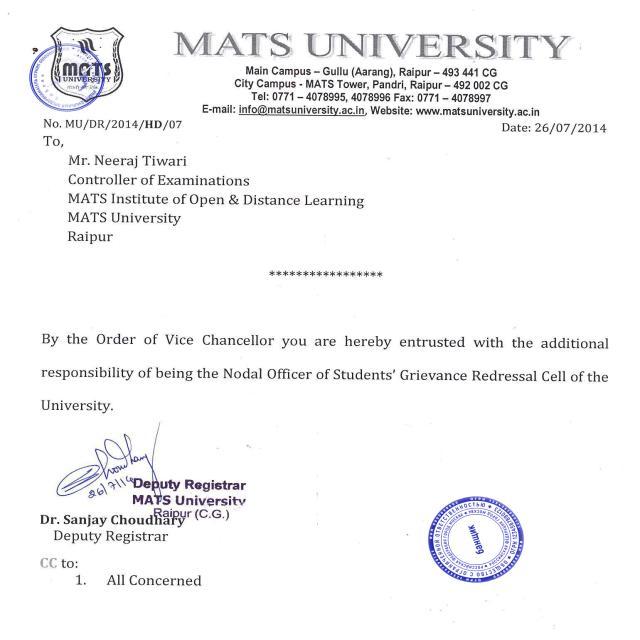 MATS
UNIVERSITY
MATS UNIVERSITY
Main Campus – Gullu (Aarang), Raipur – 493 441 CG
City Campus - MATS Tower, Pandri, Raipur – 492 002 CG
Tel: 0771 – 4078995, 4078996 Fax: 0771 – 4078997
E-mail: info@matsuniversity.ac.in, Website: www.matsuniversity.ac.in
No. MU/DR/2014/HD/07
Date: 26/07/2014
To,
Mr. Neeraj Tiwari
Controller of Examinations
MATS Institute of Open & Distance Learning
MATS University
Raipur
*****************
By the Order of Vice Chancellor you are hereby entrusted with the additional
responsibility of being the Nodal Officer of Students’ Grievance Redressal Cell of the
University.
Choudhary
26/7/14
Deputy Registrar
MATS University
Raipur (C.G.)
Dr. Sanjay Choudhary
Deputy Registrar
CC to:
1. All Concerned
ОБЩЕСТВО С ОГРАНИЧЕННОЙ ОТВЕТСТВЕННОСТЬЮ